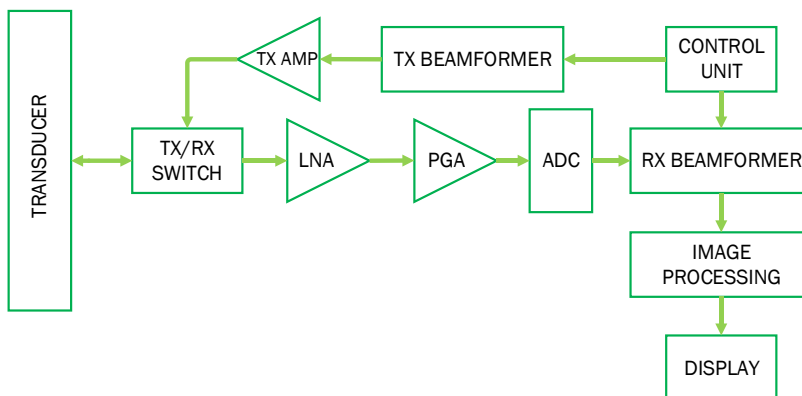 TRANSDUCER
TX AMP
TX BEAMFORMER
CONTROL
UNIT
TX/RX
SWITCH
LNA
PGA
ADC
RX BEAMFORMER
IMAGE
PROCESSING
DISPLAY